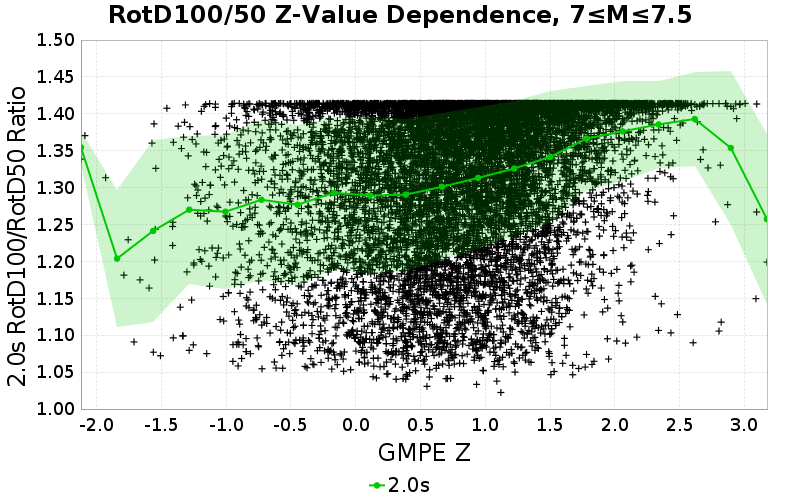 RotD100/50 Z-Value Dependence, 7≤M≤7.5
1.50
1.45
1.40
1.35
1.30
1.25
1.20
1.15
1.10
1.05
1.00
2.0s RotD100/RotD50 Ratio
-2.0 -1.5 -1.0 -0.5 0.0 0.5 1.0 1.5 2.0 2.5 3.0
GMPE Z
2.0s